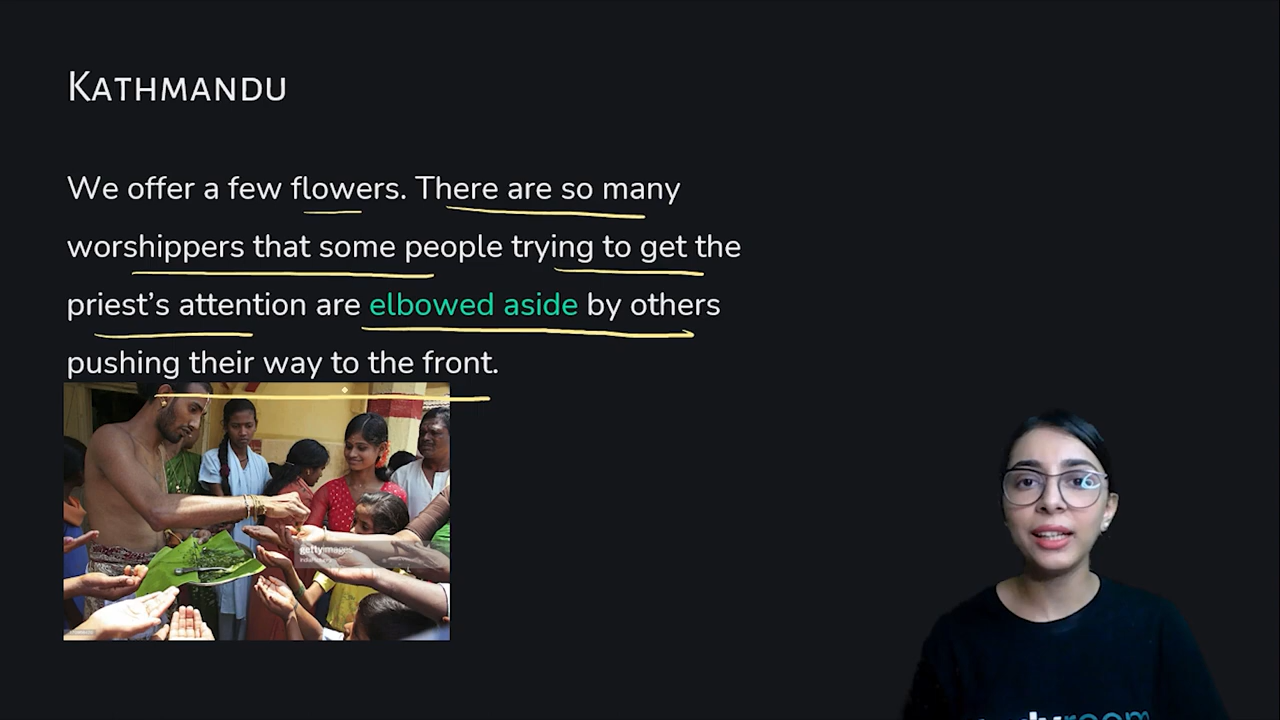 KATHMANDU
We offer a few flowers. There are so many
worshippers that some people trying to get the
priest's attention are elbowed aside by others
pushing their way to the front.
gettyimages